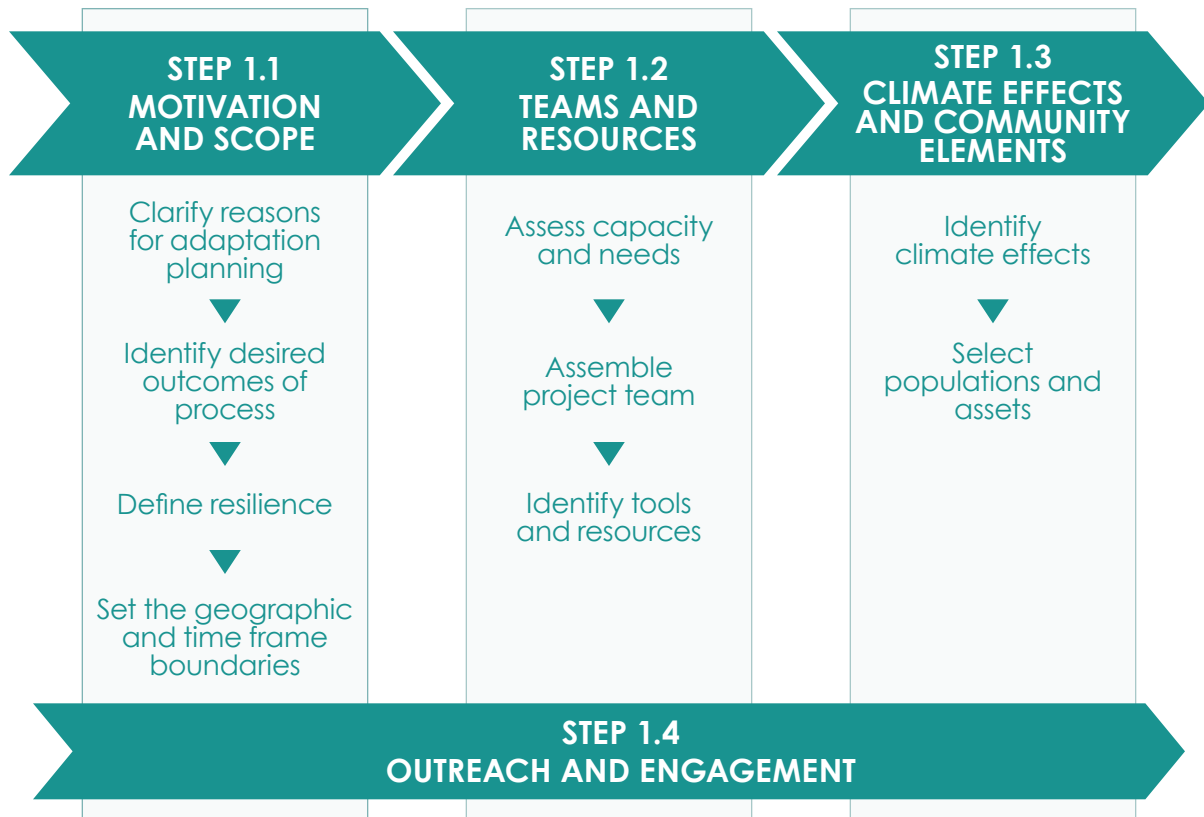 STEP 1.1
MOTIVATION
AND SCOPE
Clarify reasons
for adaptation
planning
Identify desired
outcomes of
process
Define resilience
Set the geographic
and time frame
boundaries
STEP 1.2
TEAMS AND
RESOURCES
Assess capacity
and needs
Assemble
project team
Identify tools
and resources
STEP 1.3
CLIMATE EFFECTS
AND COMMUNITY
ELEMENTS
Identify
climate effects
Select
populations and
assets
STEP 1.4
OUTREACH AND ENGAGEMENT